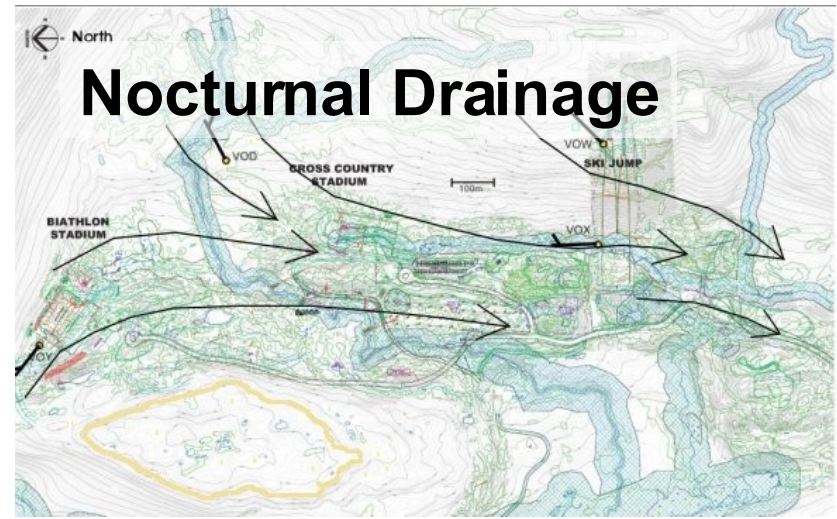 North
Nocturnal Drainage
VOD
VOW
CROSS COUNTRY
STADIUM
SKI JUMP
100m
BIATHLON
STADIUM
VOX
VOY